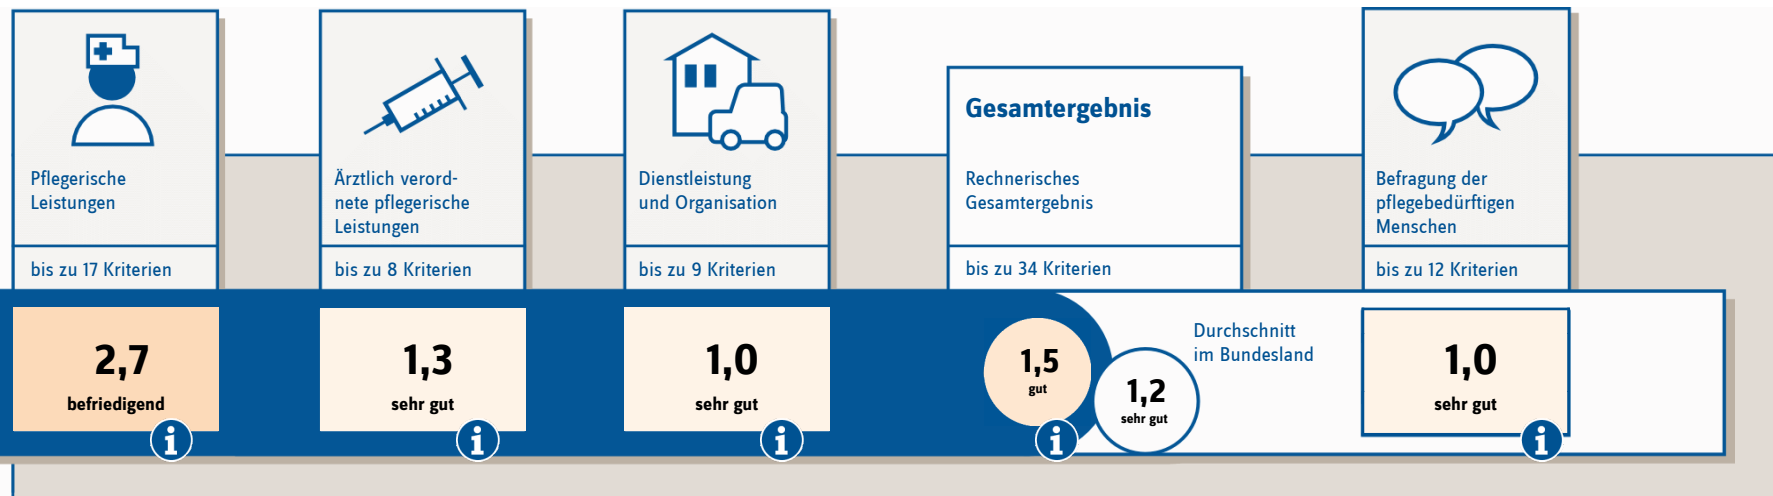 Pflegerische
Leistungen
bis zu 17 Kriterien
2,7
befriedigend
i
Ärztlich verord-
nete pflegerische
Leistungen
bis zu 8 Kriterien
1,3
sehr gut
i
Dienstleistung
und Organisation
bis zu 9 Kriterien
1,0
sehr gut
i
Gesamtergebnis
Rechnerisches
Gesamtergebnis
bis zu 34 Kriterien
1,5
gut
i
1,2
sehr gut
Durchschnitt
im Bundesland
Befragung der
pflegebedürftigen
Menschen
bis zu 12 Kriterien
1,0
sehr gut
i